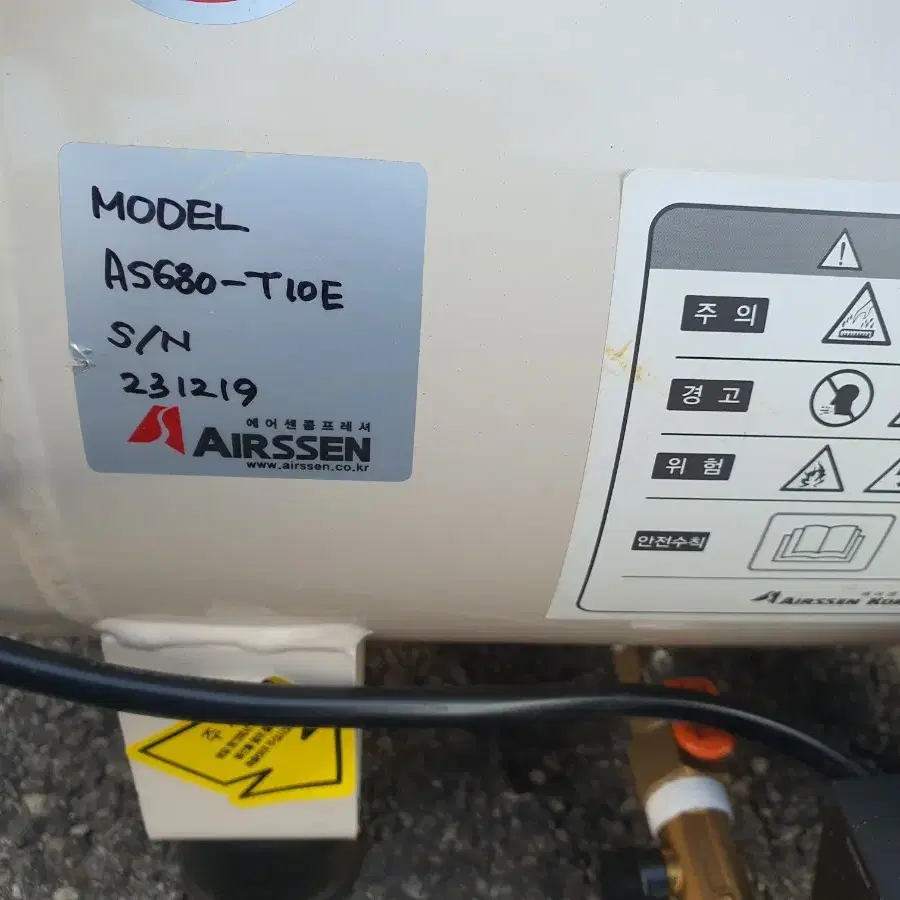 MODEL
AS680-T10E
S/N
231219
에어센콤프레셔
AIRSSEN
www.airssen.co.kr
주의
경고
위험
안전수칙
AIRSSEN